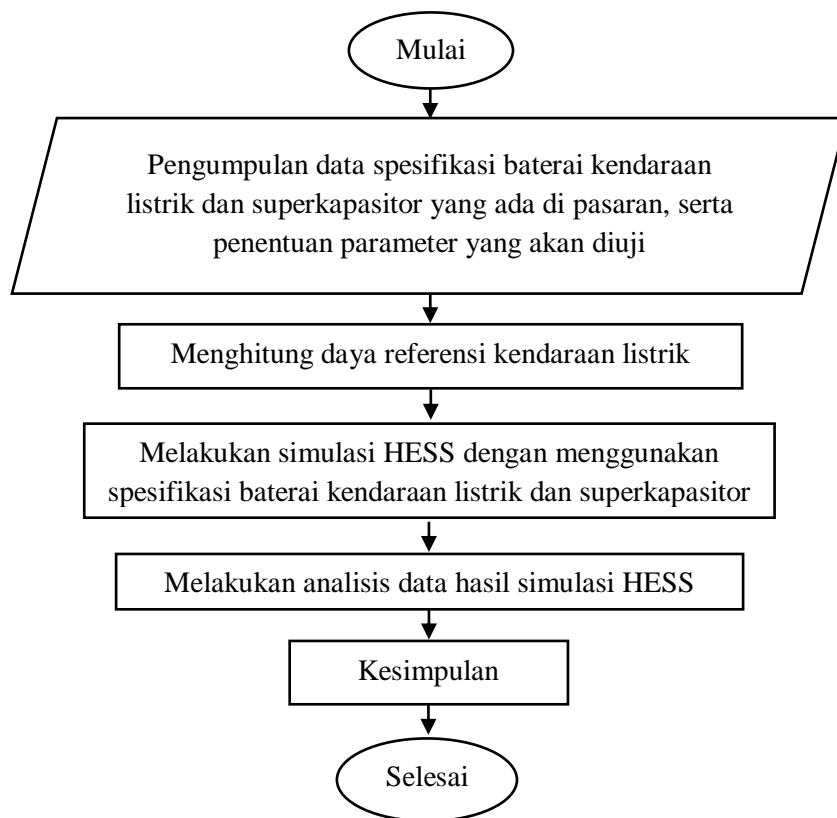 Mulai
Pengumpulan data spesifikasi baterai kendaraan
listrik dan superkapasitor yang ada di pasaran, serta
penentuan parameter yang akan diuji
Menghitung daya referensi kendaraan listrik
Melakukan simulasi HESS dengan menggunakan
spesifikasi baterai kendaraan listrik dan superkapasitor
Melakukan analisis data hasil simulasi HESS
Kesimpulan
Selesai